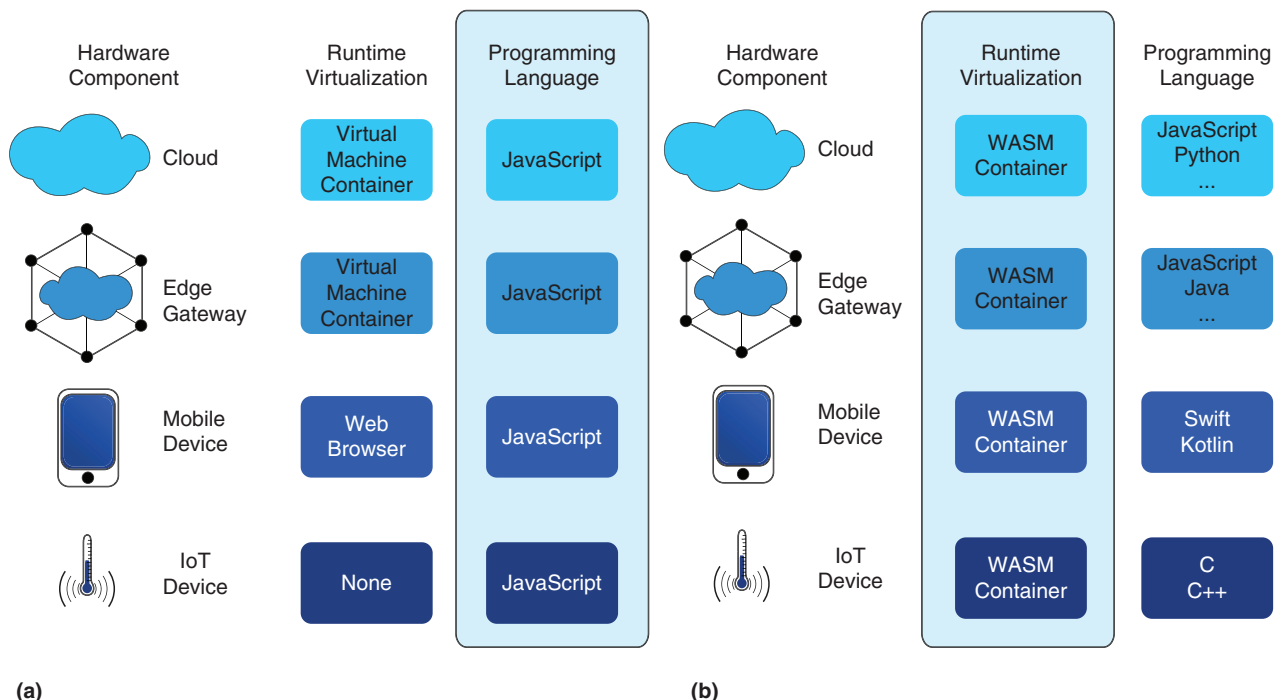 Hardware
Component
Runtime
Virtualization
Programming
Language
Cloud
Virtual
Machine
Container
JavaScript
Edge
Gateway
Virtual
Machine
Container
JavaScript
Mobile
Device
Web
Browser
JavaScript
IoT
Device
None
JavaScript
(a)
Hardware
Component
Runtime
Virtualization
Programming
Language
Cloud
WASM
Container
JavaScript
Python
...
Edge
Gateway
WASM
Container
JavaScript
Java
...
Mobile
Device
WASM
Container
Swift
Kotlin
IoT
Device
WASM
Container
C
C++
(b)